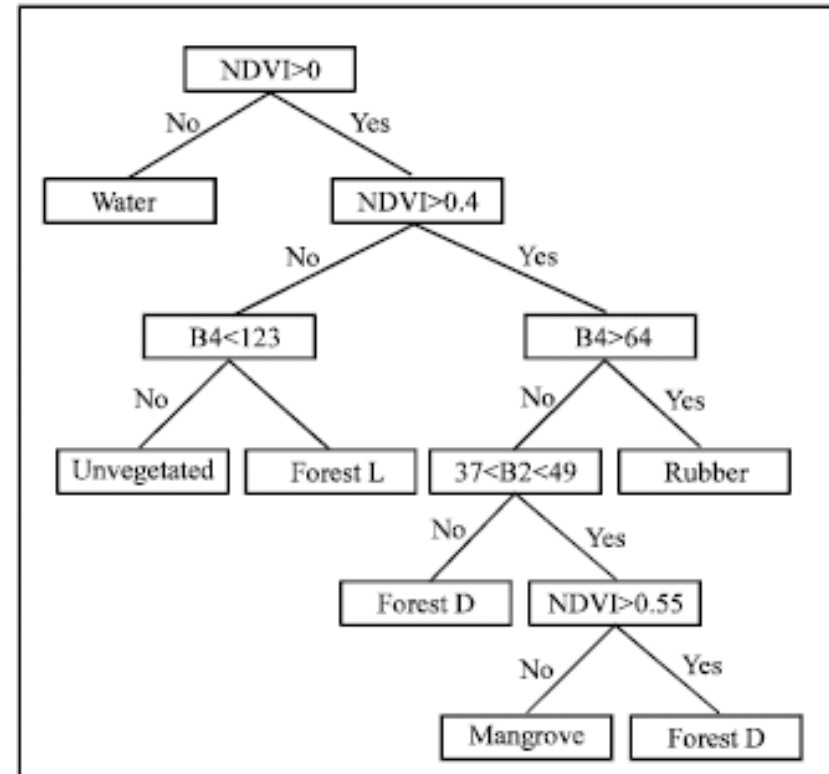 NDVI>0
No
Yes
Water
NDVI>0.4
No
Yes
B4<123
B4>64
No
No
Yes
Unvegetated
Forest L
37<B2<49
Rubber
No
Yes
Forest D
NDVI>0.55
No
Yes
Mangrove
Forest D